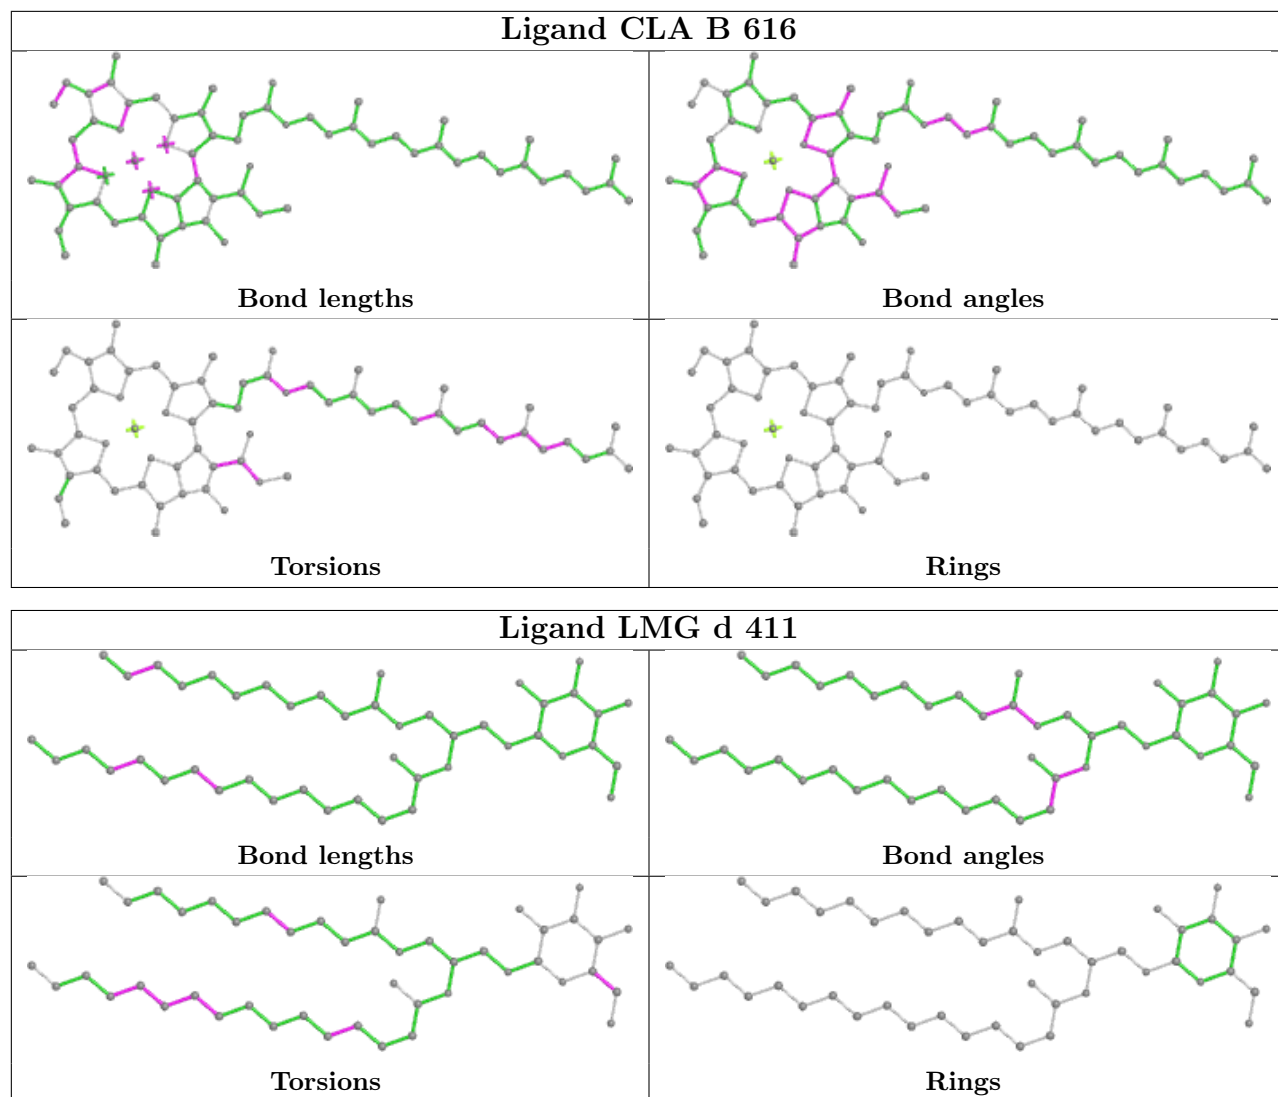 Ligand CLA B 616
Bond lengths
Bond angles
Torsions
Rings
Ligand LMG d 411
Bond lengths
Bond angles
Torsions
Rings